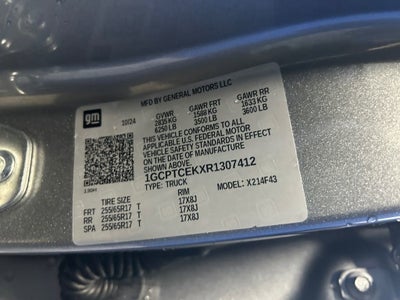 MFD BY GENERAL MOTORS LLC
gm 10/24 GVWR GAWR FRT GAWR RR
2835 KG 1588 KG 1633 KG
6250 LB 3500 LB 3600 LB
THIS VEHICLE CONFORMS TO ALL
APPLICABLE U.S. FEDERAL MOTOR
VEHICLE SAFETY STANDARDS IN EFFECT
ON THE DATE OF MANUFACTURE
SHOWN ABOVE.
1GCPTCEKXR1307412
TYPE: TRUCK MODEL: X214F43
TIRE SIZE RIM
FRT 255/65R17 T 17X8J
RR 255/65R17 T 17X8J
SPA 255/65R17 T 17X8J